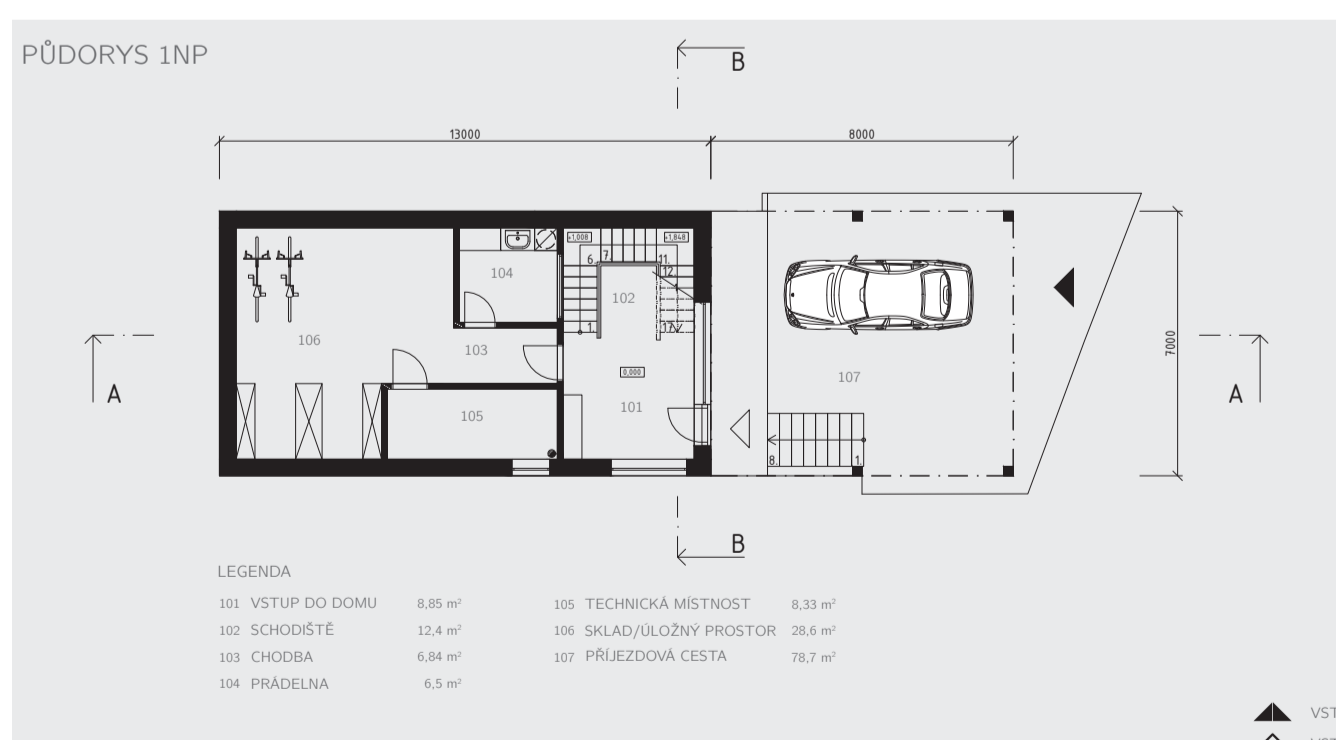 PŮDORYS 1NP
B
13000
8000
+1,008
+1,848
6.
7.
11.
12.
104
102
1.
17.
106
103
7000
A
0,000
107
A
101
105
8.
1.
B
LEGENDA
101 VSTUP DO DOMU 8,85 m²
102 SCHODIŠTĚ 12,4 m²
103 CHODBA 6,84 m²
104 PRÁDELNA 6,5 m²
105 TECHNICKÁ MÍSTNOST 8,33 m²
106 SKLAD/ÚLOŽNÝ PROSTOR 28,6 m²
107 PŘÍJEZDOVÁ CESTA 78,7 m²
VST